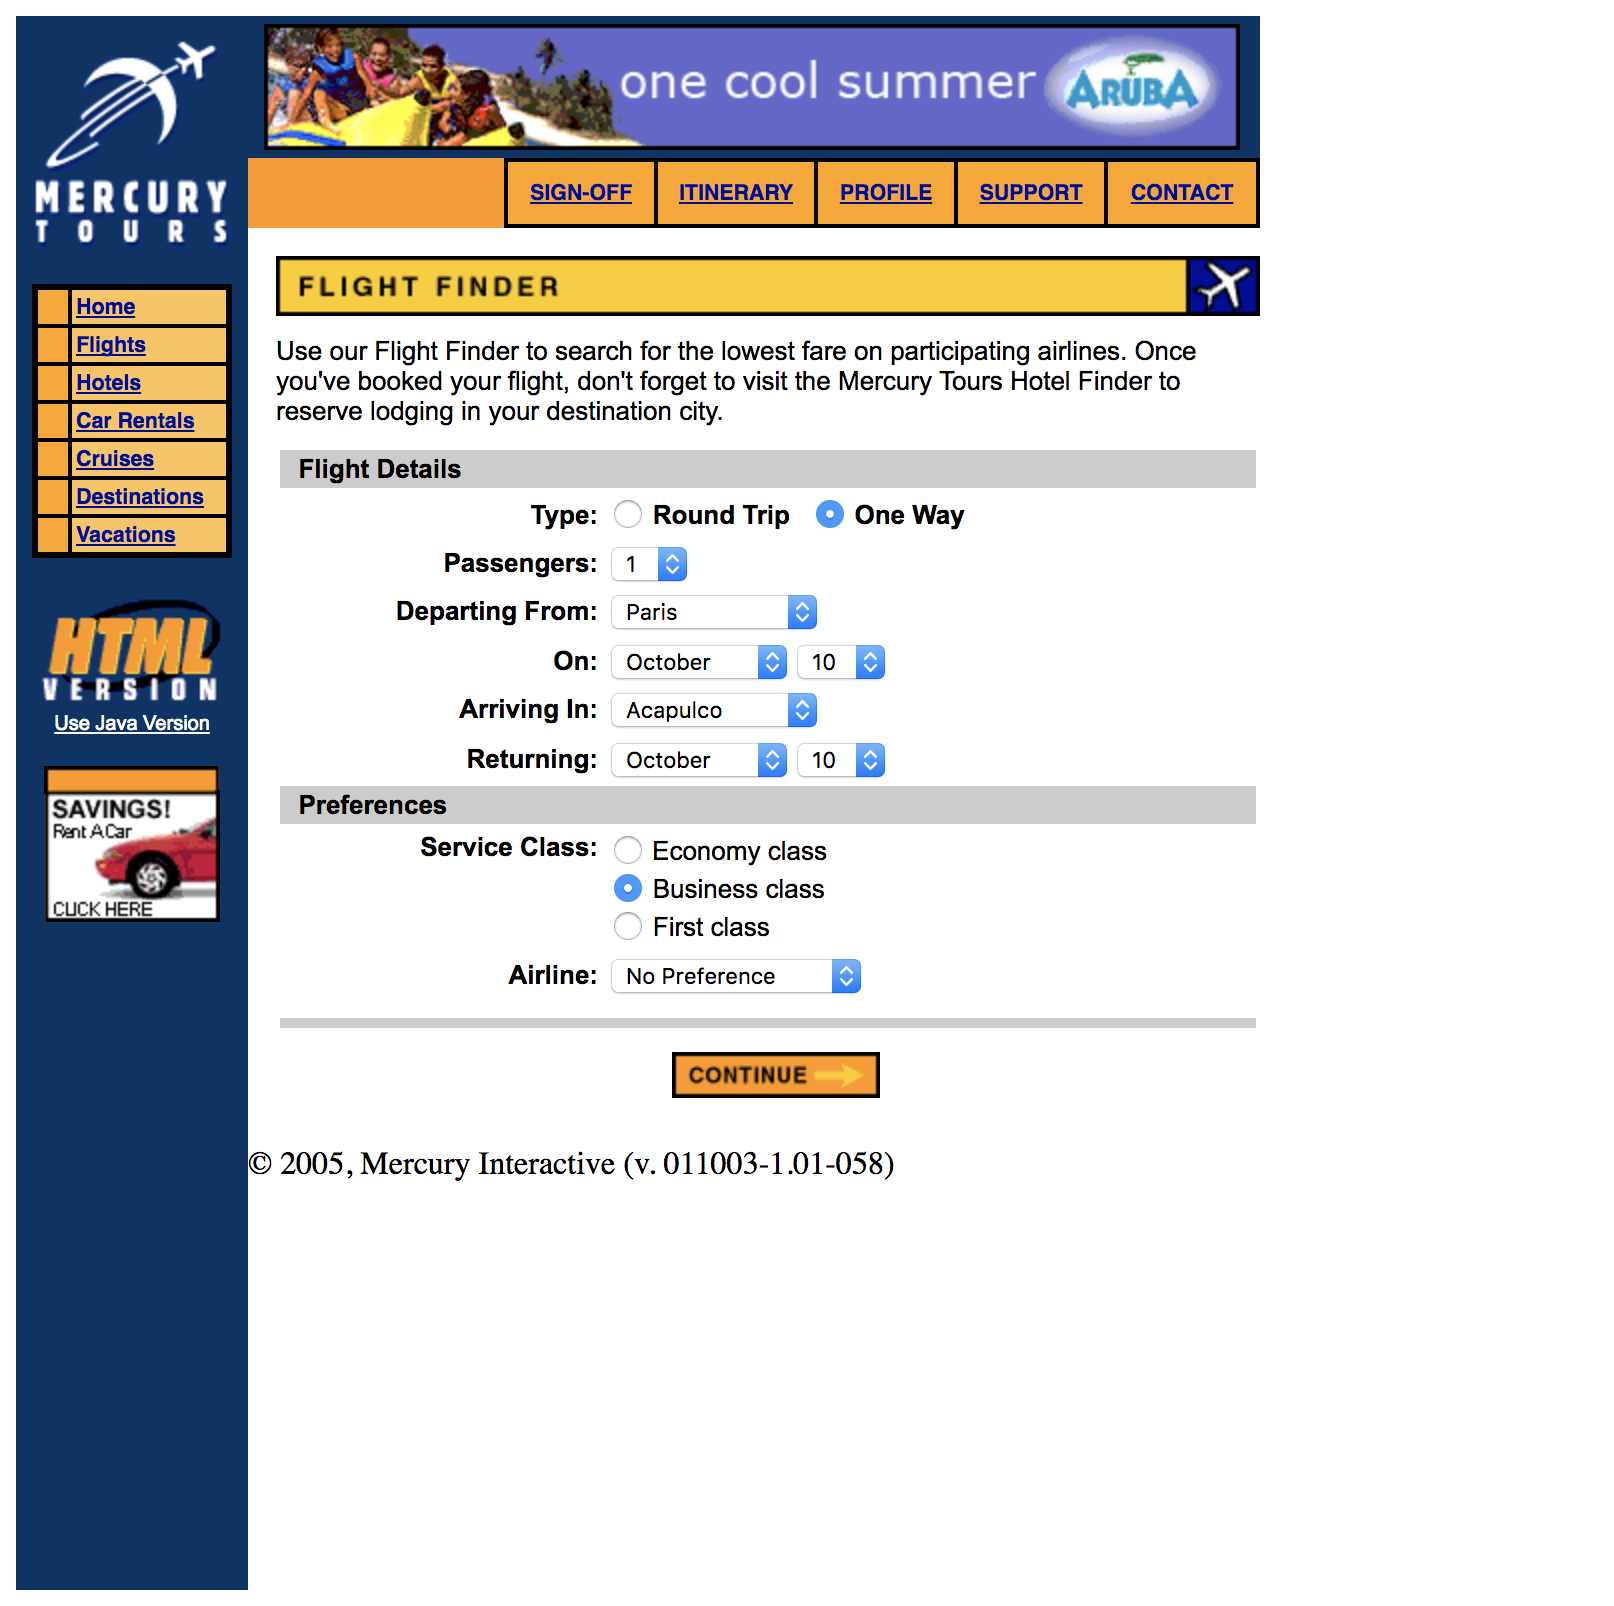 one cool summer ARUBA
MERCURY
TOURS
SIGN-OFF ITINERARY PROFILE SUPPORT CONTACT
FLIGHT FINDER
Home
Flights
Hotels
Car Rentals
Cruises
Destinations
Vacations
HTML
VERSION
Use Java Version
SAVINGS!
Rent A Car
CLICK HERE
Use our Flight Finder to search for the lowest fare on participating airlines. Once
you've booked your flight, don't forget to visit the Mercury Tours Hotel Finder to
reserve lodging in your destination city.
Flight Details
Type: Round Trip One Way
Passengers: 1
Departing From: Paris
On: October 10
Arriving In: Acapulco
Returning: October 10
Preferences
Service Class: Economy class
Business class
First class
Airline: No Preference
CONTINUE
© 2005, Mercury Interactive (v. 011003-1.01-058)